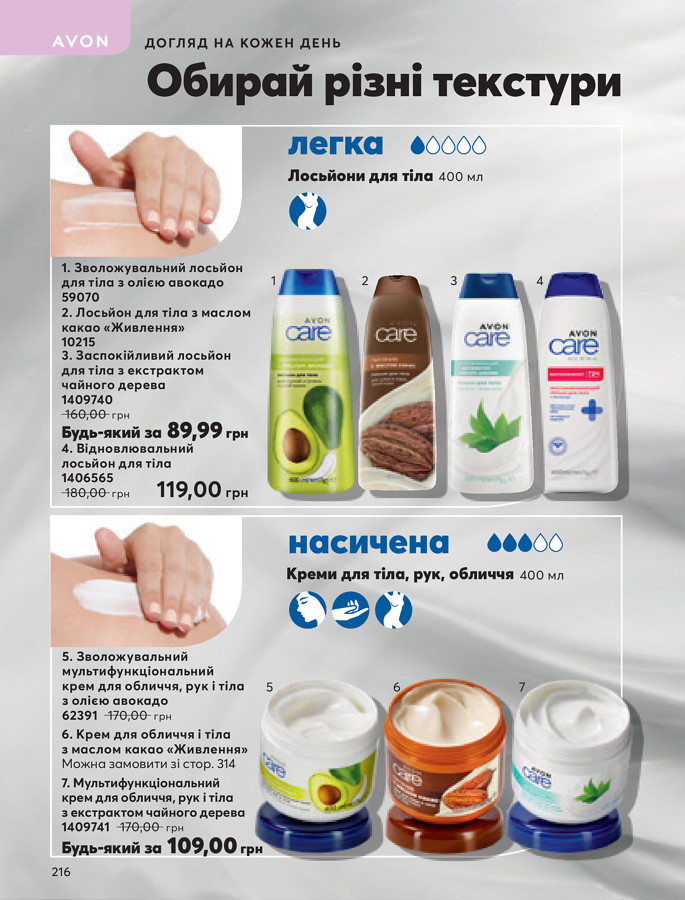 AVON
ДОГЛЯД НА КОЖЕН ДЕНЬ
Обирай різні текстури
легка
Лосьйони для тіла 400 мл
1. Зволожувальний лосьйон
для тіла з олією авокадо
59070
2. Лосьйон для тіла з маслом
какао «Живлення»
10215
3. Заспокійливий лосьйон
для тіла з екстрактом
чайного дерева
1409740
160,00 грн
Будь-який за 89,99 грн
4. Відновлювальний
лосьйон для тіла
1406565
180,00 грн 119,00 грн
1
2
3
4
AVON
care
AVON
care
AVON
care
AVON
care
насичена
Креми для тіла, рук, обличчя 400 мл
5. Зволожувальний
мультифункціональний
крем для обличчя, рук і тіла
з олією авокадо
62391 170,00 грн
6. Крем для обличчя і тіла
з маслом какао «Живлення»
Можна замовити зі стор. 314
7. Мультифункціональний
крем для обличчя, рук і тіла
з екстрактом чайного дерева
1409741 170,00 грн
Будь-який за 109,00 грн
5
6
7
AVON
care
AVON
care
AVON
care
216